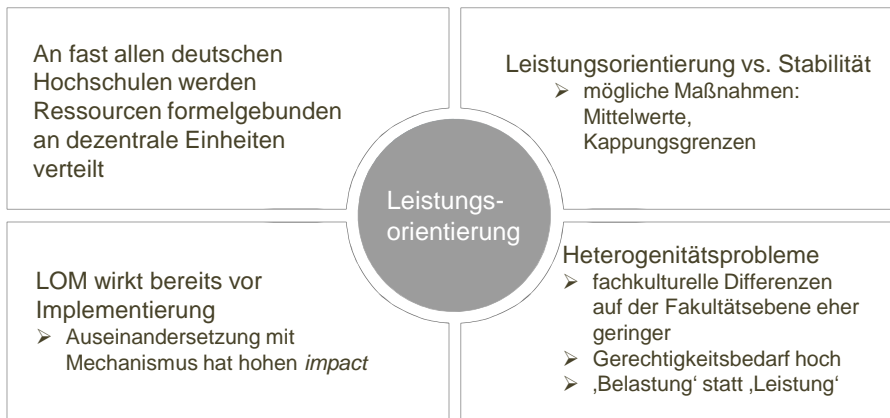 An fast allen deutschen
Hochschulen werden
Ressourcen formelgebunden
an dezentrale Einheiten
verteilt
Leistungsorientierung vs. Stabilität
➢ mögliche Maßnahmen:
Mittelwerte,
Kappungsgrenzen
Leistungs-
orientierung
LOM wirkt bereits vor
Implementierung
➢ Auseinandersetzung mit
Mechanismus hat hohen impact
Heterogenitätsprobleme
➢ fachkulturelle Differenzen
auf der Fakultätsebene eher
geringer
➢ Gerechtigkeitsbedarf hoch
➢ ‚Belastung‘ statt ‚Leistung‘